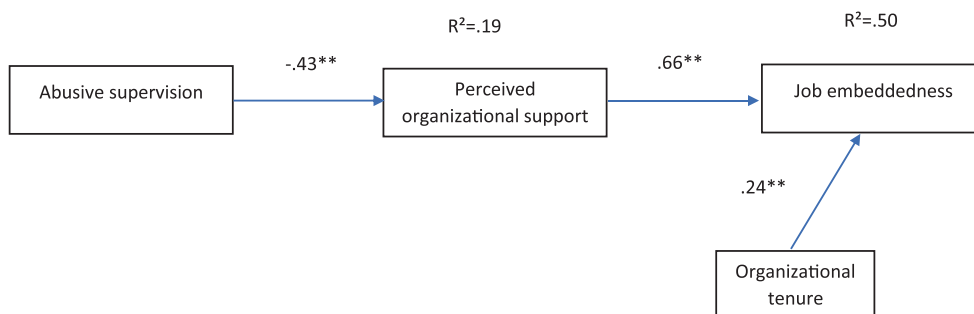 R²=.19
R²=.50
-.43**
.66**
Abusive supervision
Perceived
organizational support
Job embeddedness
.24**
Organizational
tenure